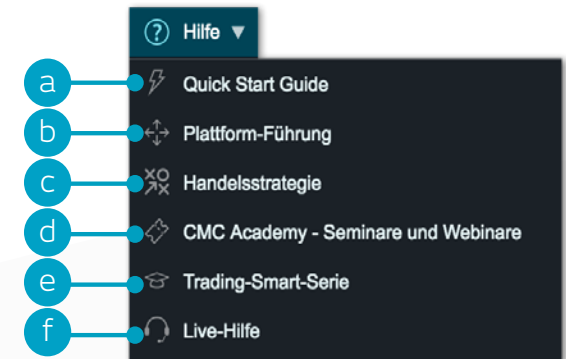 Hilfe
a Quick Start Guide
b Plattform-Führung
c Handelsstrategie
d CMC Academy - Seminare und Webinare
e Trading-Smart-Serie
f Live-Hilfe